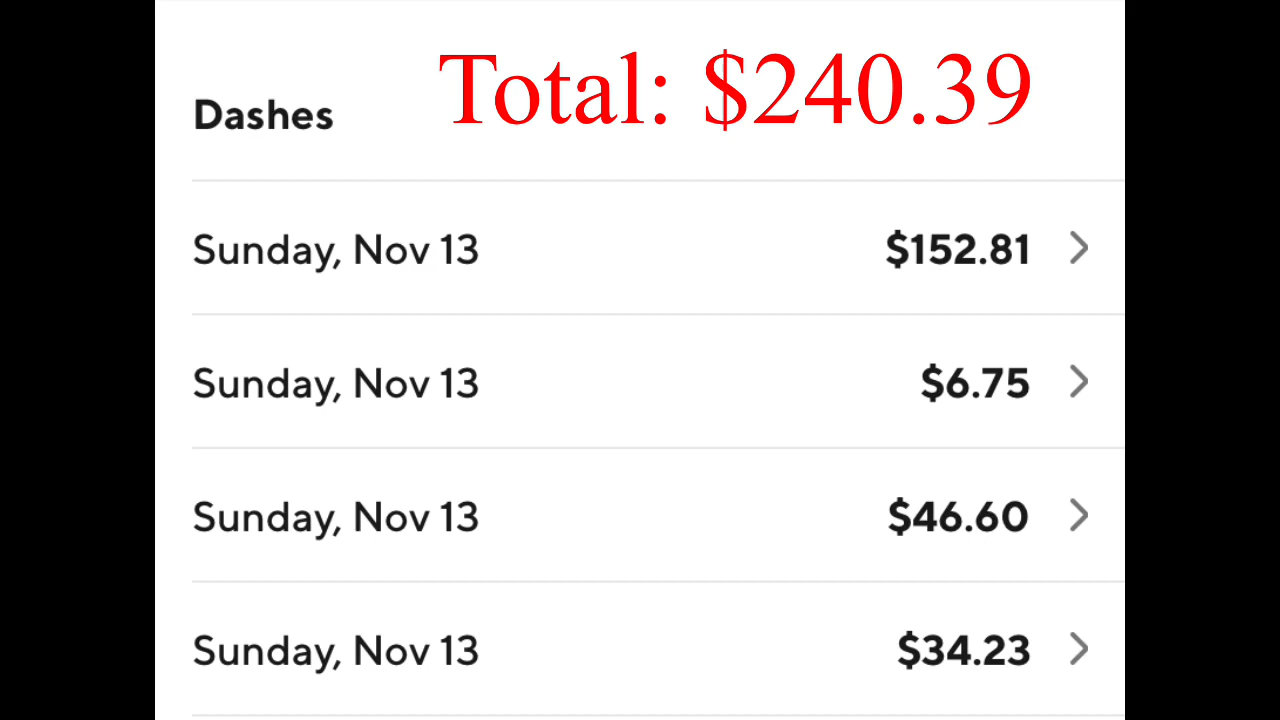 Total: $240.39
Dashes
Sunday, Nov 13 $152.81
Sunday, Nov 13 $6.75
Sunday, Nov 13 $46.60
Sunday, Nov 13 $34.23